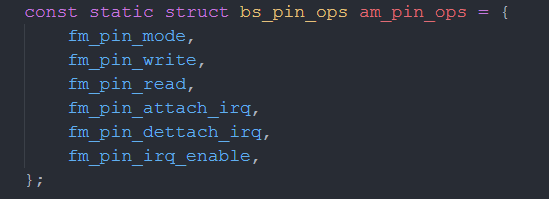 const static struct bs_pin_ops am_pin_ops = {
fm_pin_mode,
fm_pin_write,
fm_pin_read,
fm_pin_attach_irq,
fm_pin_dettach_irq,
fm_pin_irq_enable,
};